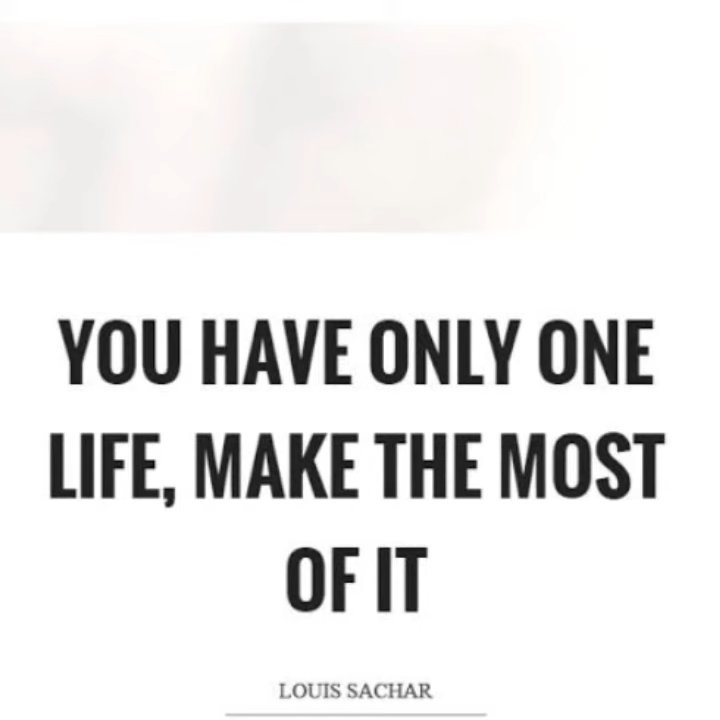 YOU HAVE ONLY ONE
LIFE, MAKE THE MOST
OF IT
LOUIS SACHAR